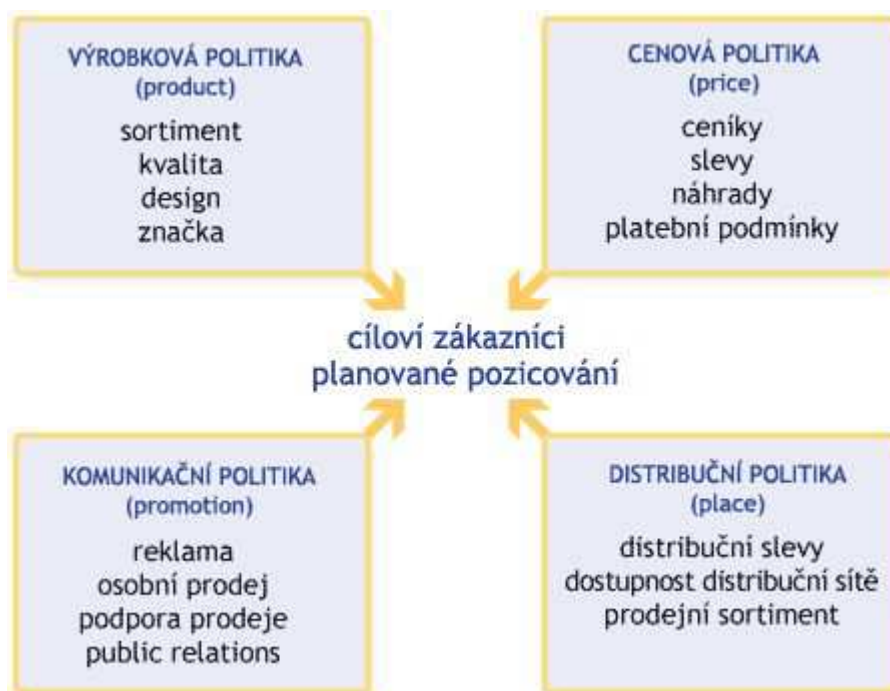 VÝROBKOVÁ POLITIKA
(product)
sortiment
kvalita
design
značka
CENOVÁ POLITIKA
(price)
ceníky
slevy
náhrady
platební podmínky
cíloví zákazníci
planované pozicování
KOMUNIKAČNÍ POLITIKA
(promotion)
reklama
osobní prodej
podpora prodeje
public relations
DISTRIBUČNÍ POLITIKA
(place)
distribuční slevy
dostupnost distribuční sítě
prodejní sortiment